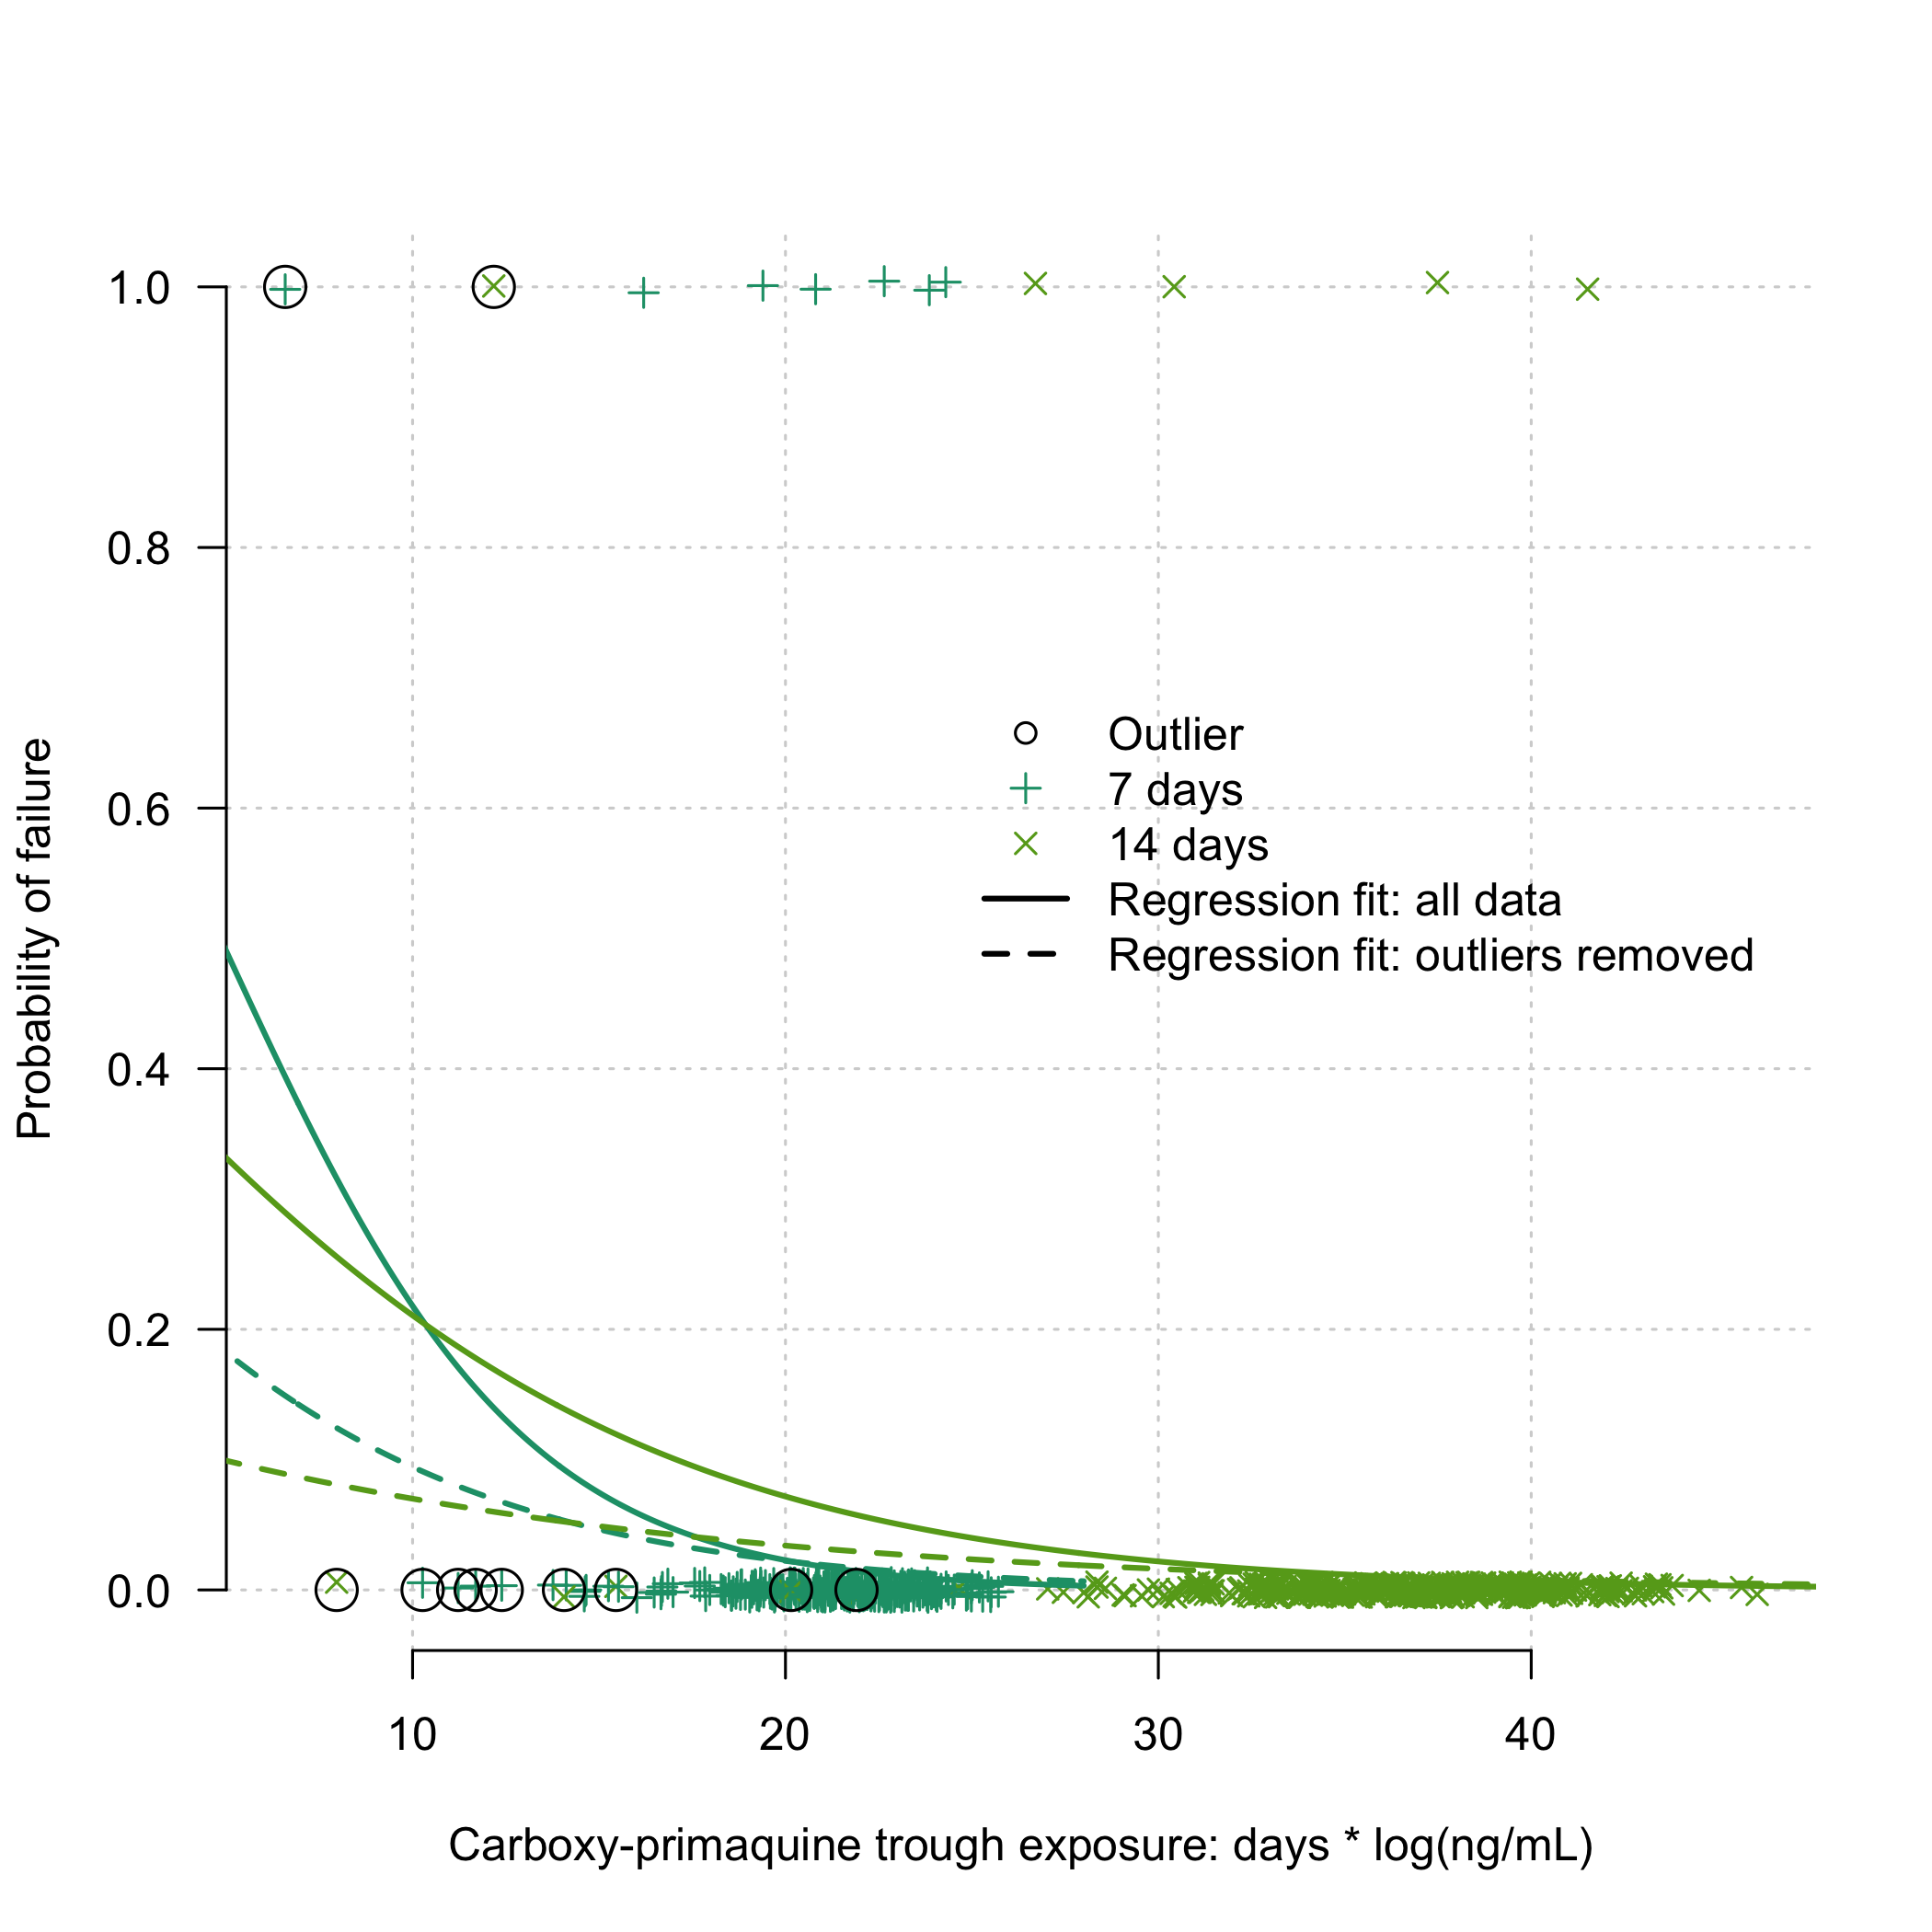 1.0
0.8
0.6
0.4
0.2
0.0
Probability of failure
Outlier
7 days
14 days
Regression fit: all data
Regression fit: outliers removed
10 20 30 40
Carboxy-primaquine trough exposure: days * log(ng/mL)